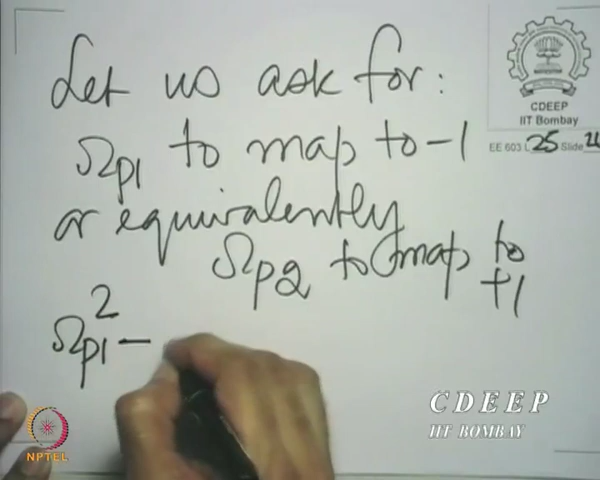 Let us ask for:
Ωp1 to map to -1
or equivalently
Ωp2 to map to
+1
Ωp1² -
CDEEP
IIT Bombay
EE 603 L 25 Slide
CDEEP
IIT BOMBAY
NPTEL